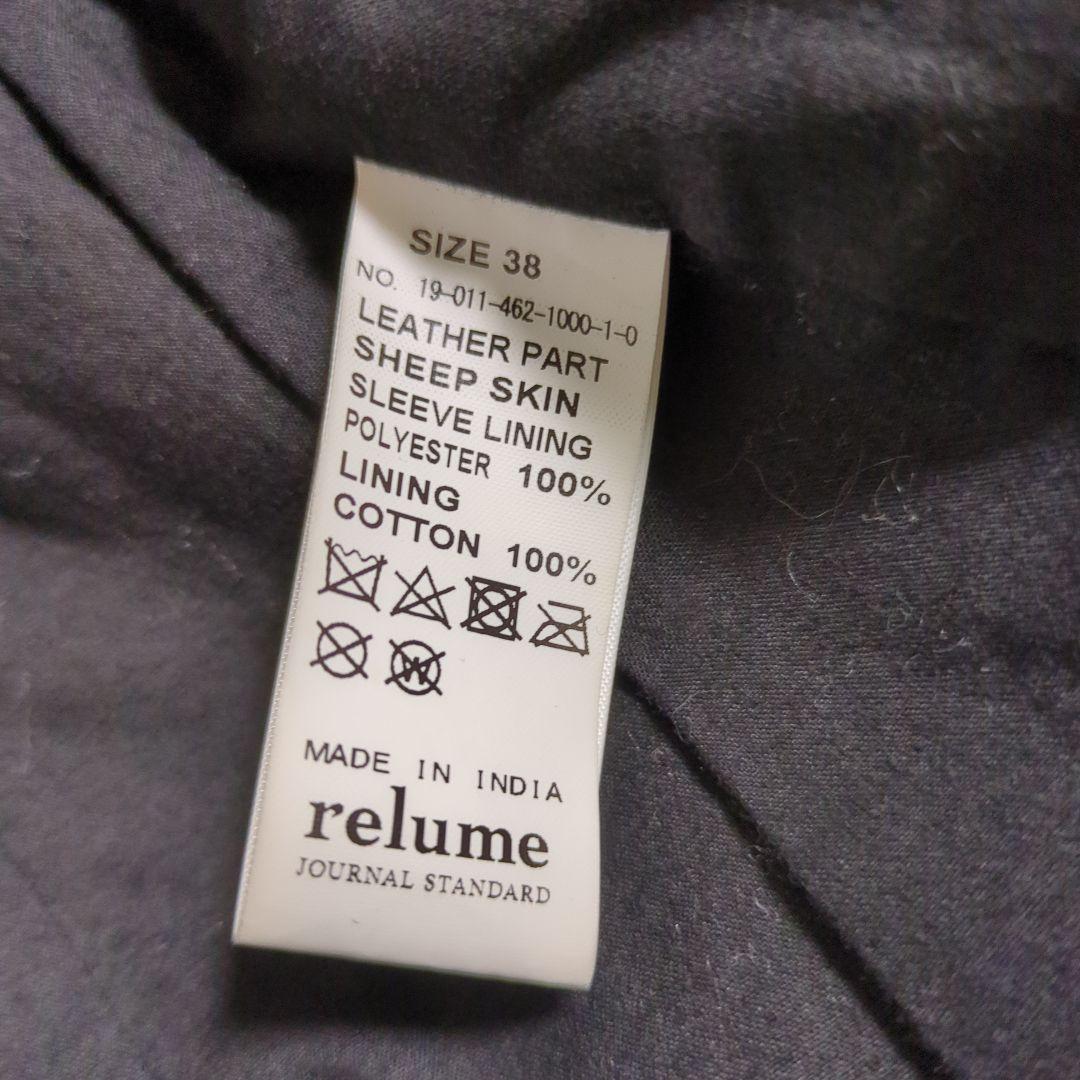 SIZE 38
NO. 19-011-462-1000-1-0
LEATHER PART
SHEEP SKIN
SLEEVE LINING
POLYESTER 100%
LINING
COTTON 100%
W
MADE IN INDIA
relume
JOURNAL STANDARD